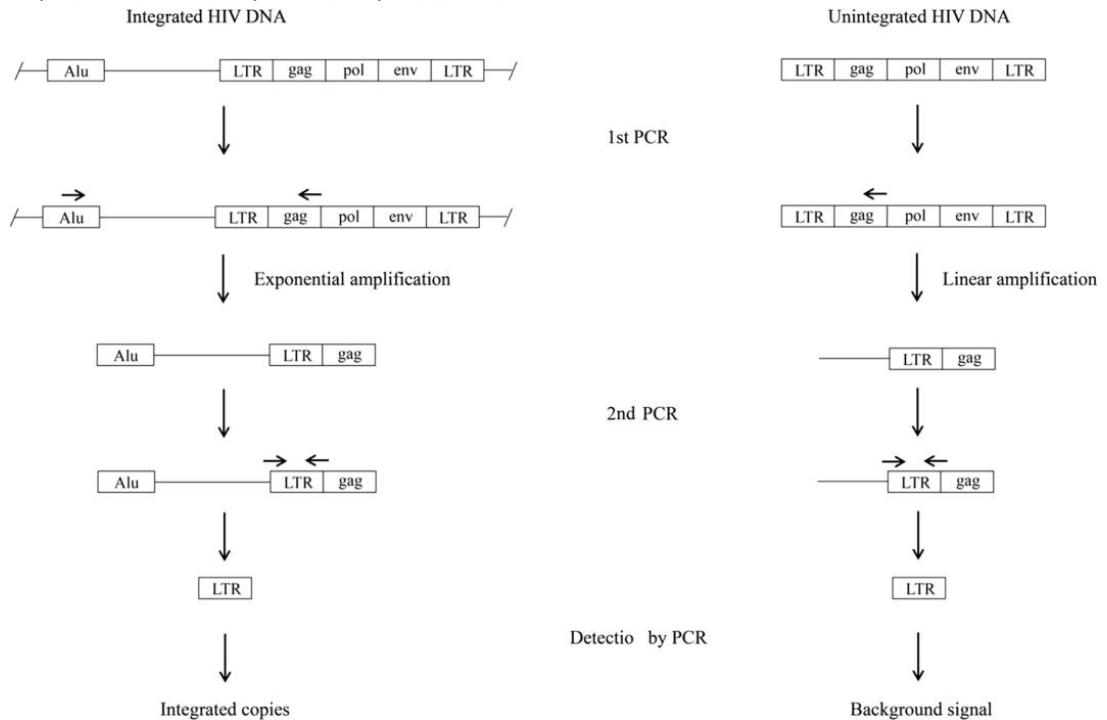 Integrated HIV DNA Unintegrated HIV DNA
Alu LTR gag pol env LTR LTR gag pol env LTR
1st PCR
Alu LTR gag pol env LTR LTR gag pol env LTR
Exponential amplification Linear amplification
Alu LTR gag LTR gag
2nd PCR
Alu LTR gag LTR gag
LTR LTR
Detectio by PCR
Integrated copies Background signal